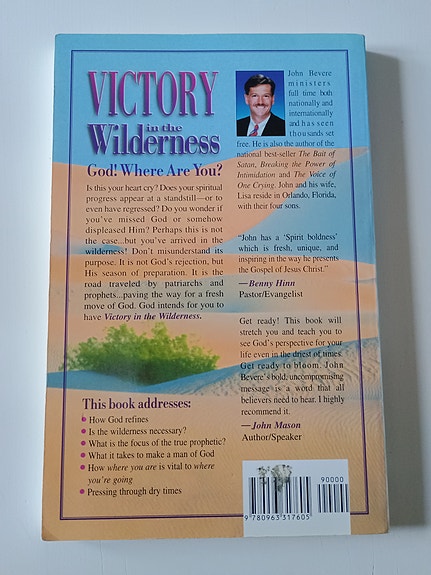 VICTORY
in the
Wilderness
God! Where Are You?
Is this your heart cry? Does your spiritual
progress appear at a standstill—or to
even have regressed? Do you wonder if
you've missed God or somehow
displeased Him? Perhaps this is not
the case...but you've arrived in the
wilderness! Don't misunderstand its
purpose. It is not God's rejection, but
His season of preparation. It is the
road traveled by patriarchs and
prophets...paving the way for a fresh
move of God. God intends for you to
have Victory in the Wilderness.
This book addresses:
• How God refines
• Is the wilderness necessary?
• What is the focus of the true prophetic?
• What it takes to make a man of God
• How where you are is vital to where
you're going
• Pressing through dry times
John Bevere
ministers
full time both
nationally and
internationally
and has seen
thousands set
free. He is also the author of the
national best-seller The Bait of
Satan, Breaking the Power of
Intimidation and The Voice of
One Crying. John and his wife,
Lisa reside in Orlando, Florida,
with their four sons.
"John has a 'Spirit boldness'
which is fresh, unique, and
inspiring in the way he presents
the Gospel of Jesus Christ."
—Benny Hinn
Pastor/Evangelist
Get ready! This book will
stretch you and teach you to
see God's perspective for your
life even in the driest of times.
Get ready to bloom. John
Bevere's bold, uncompromising
message is a word that all
believers need to hear. I highly
recommend it.
—John Mason
Author/Speaker
90000
9 780963 317605